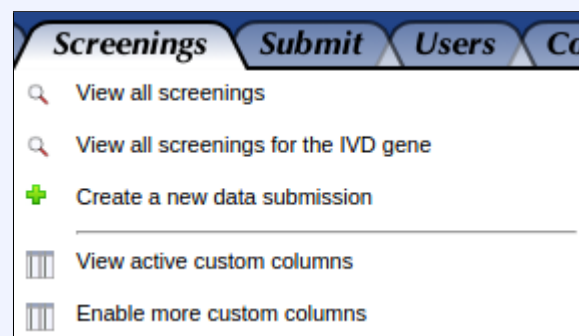 Screenings Submit Users Co
View all screenings
View all screenings for the IVD gene
Create a new data submission
View active custom columns
Enable more custom columns